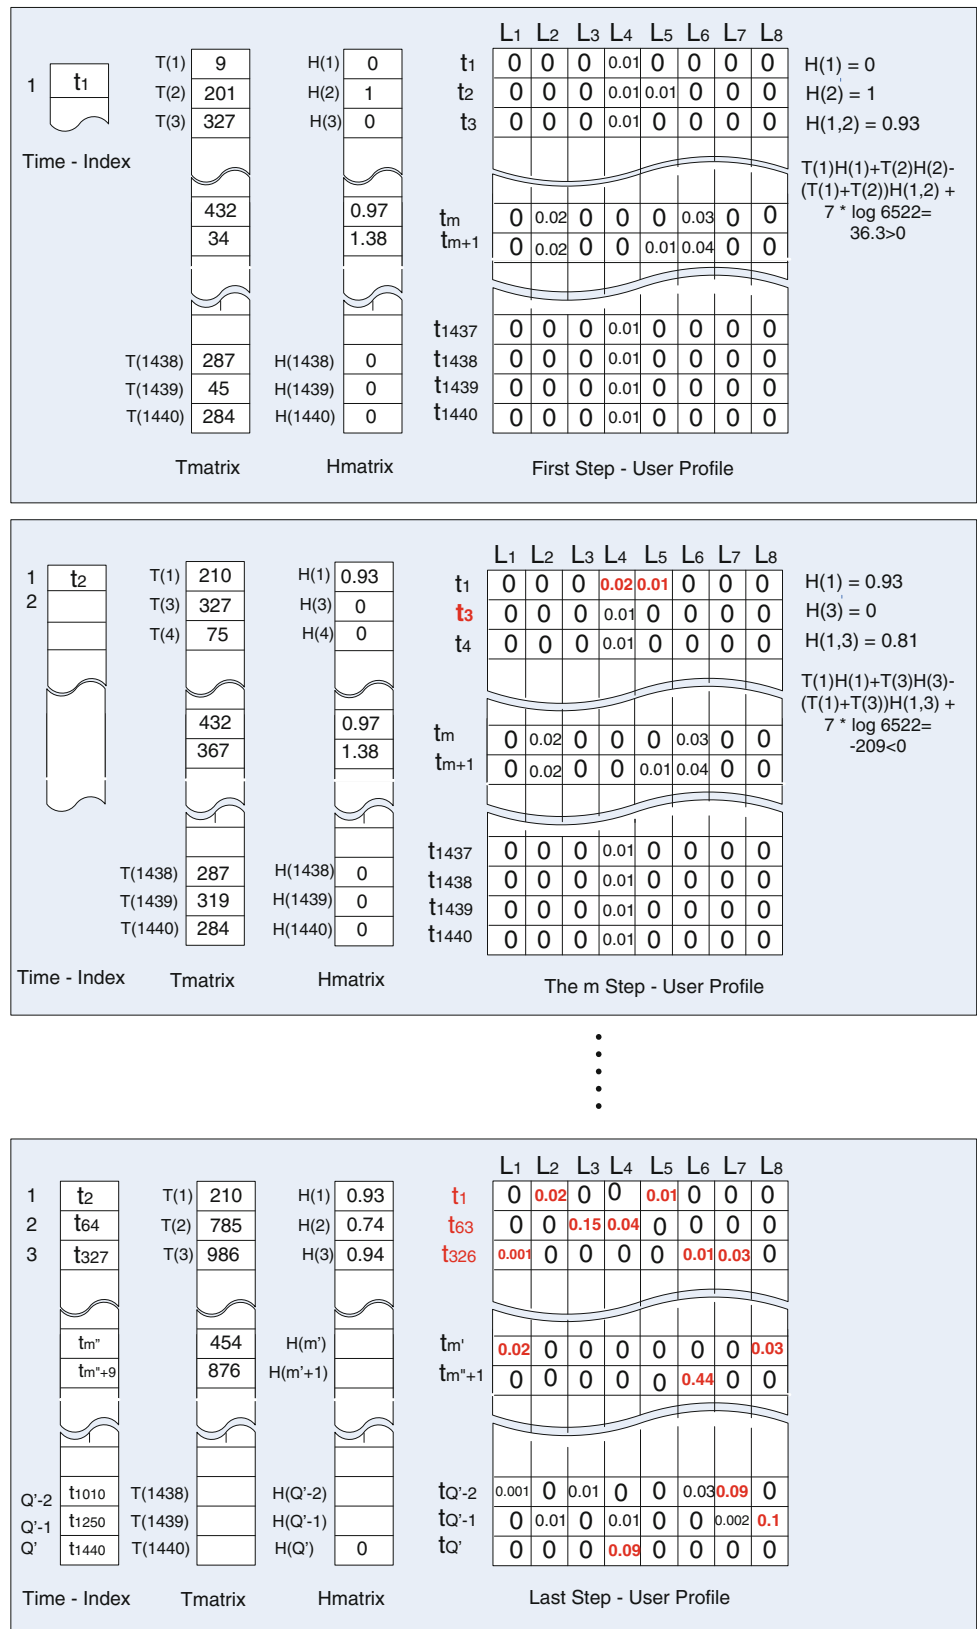 L1 L2 L3 L4 L5 L6 L7 L8
1 t1 T(1) 9 H(1) 0 t1 0 0 0 0.01 0 0 0 0 H(1) = 0
T(2) 201 H(2) 1 t2 0 0 0 0.01 0.01 0 0 0 H(2) = 1
T(3) 327 H(3) 0 t3 0 0 0 0.01 0 0 0 0 H(1,2) = 0.93
Time - Index
T(1)H(1)+T(2)H(2)-
(T(1)+T(2))H(1,2) +
7 * log 6522=
36.3>0
432 0.97 tm 0 0.02 0 0 0 0.03 0 0
34 1.38 tm+1 0 0.02 0 0 0.01 0.04 0 0
t1437 0 0 0 0.01 0 0 0 0
T(1438) 287 H(1438) 0 t1438 0 0 0 0.01 0 0 0 0
T(1439) 45 H(1439) 0 t1439 0 0 0 0.01 0 0 0 0
T(1440) 284 H(1440) 0 t1440 0 0 0 0.01 0 0 0 0
Tmatrix Hmatrix First Step - User Profile
L1 L2 L3 L4 L5 L6 L7 L8
1 t2 T(1) 210 H(1) 0.93 t1 0 0 0 0.02 0.01 0 0 0 H(1) = 0.93
2 T(3) 327 H(3) 0 t3 0 0 0 0.01 0 0 0 0 H(3) = 0
T(4) 75 H(4) 0 t4 0 0 0 0.01 0 0 0 0 H(1,3) = 0.81
T(1)H(1)+T(3)H(3)-
(T(1)+T(3))H(1,3) +
7 * log 6522=
-209<0
432 0.97 tm 0 0.02 0 0 0 0.03 0 0
367 1.38 tm+1 0 0.02 0 0 0.01 0.04 0 0
t1437 0 0 0 0.01 0 0 0 0
T(1438) 287 H(1438) 0 t1438 0 0 0 0.01 0 0 0 0
T(1439) 319 H(1439) 0 t1439 0 0 0 0.01 0 0 0 0
T(1440) 284 H(1440) 0 t1440 0 0 0 0.01 0 0 0 0
Time - Index Tmatrix Hmatrix The m Step - User Profile
L1 L2 L3 L4 L5 L6 L7 L8
1 t2 T(1) 210 H(1) 0.93 t1 0 0.02 0 0 0.01 0 0 0
2 t64 T(2) 785 H(2) 0.74 t63 0 0 0.15 0.04 0 0 0 0
3 t327 T(3) 986 H(3) 0.94 t326 0.001 0 0 0 0 0.01 0.03 0
tm" 454 H(m') tm' 0.02 0 0 0 0 0 0 0.03
tm"+9 876 H(m'+1) tm"+1 0 0 0 0 0 0.44 0 0
Q'-2 t1010 T(1438) H(Q'-2) tQ'-2 0.001 0 0.01 0 0 0.03 0.09 0
Q'-1 t1250 T(1439) H(Q'-1) tQ'-1 0 0.01 0 0.01 0 0 0.002 0.1
Q' t1440 T(1440) H(Q') 0 tQ' 0 0 0 0.09 0 0 0 0
Time - Index Tmatrix Hmatrix Last Step - User Profile